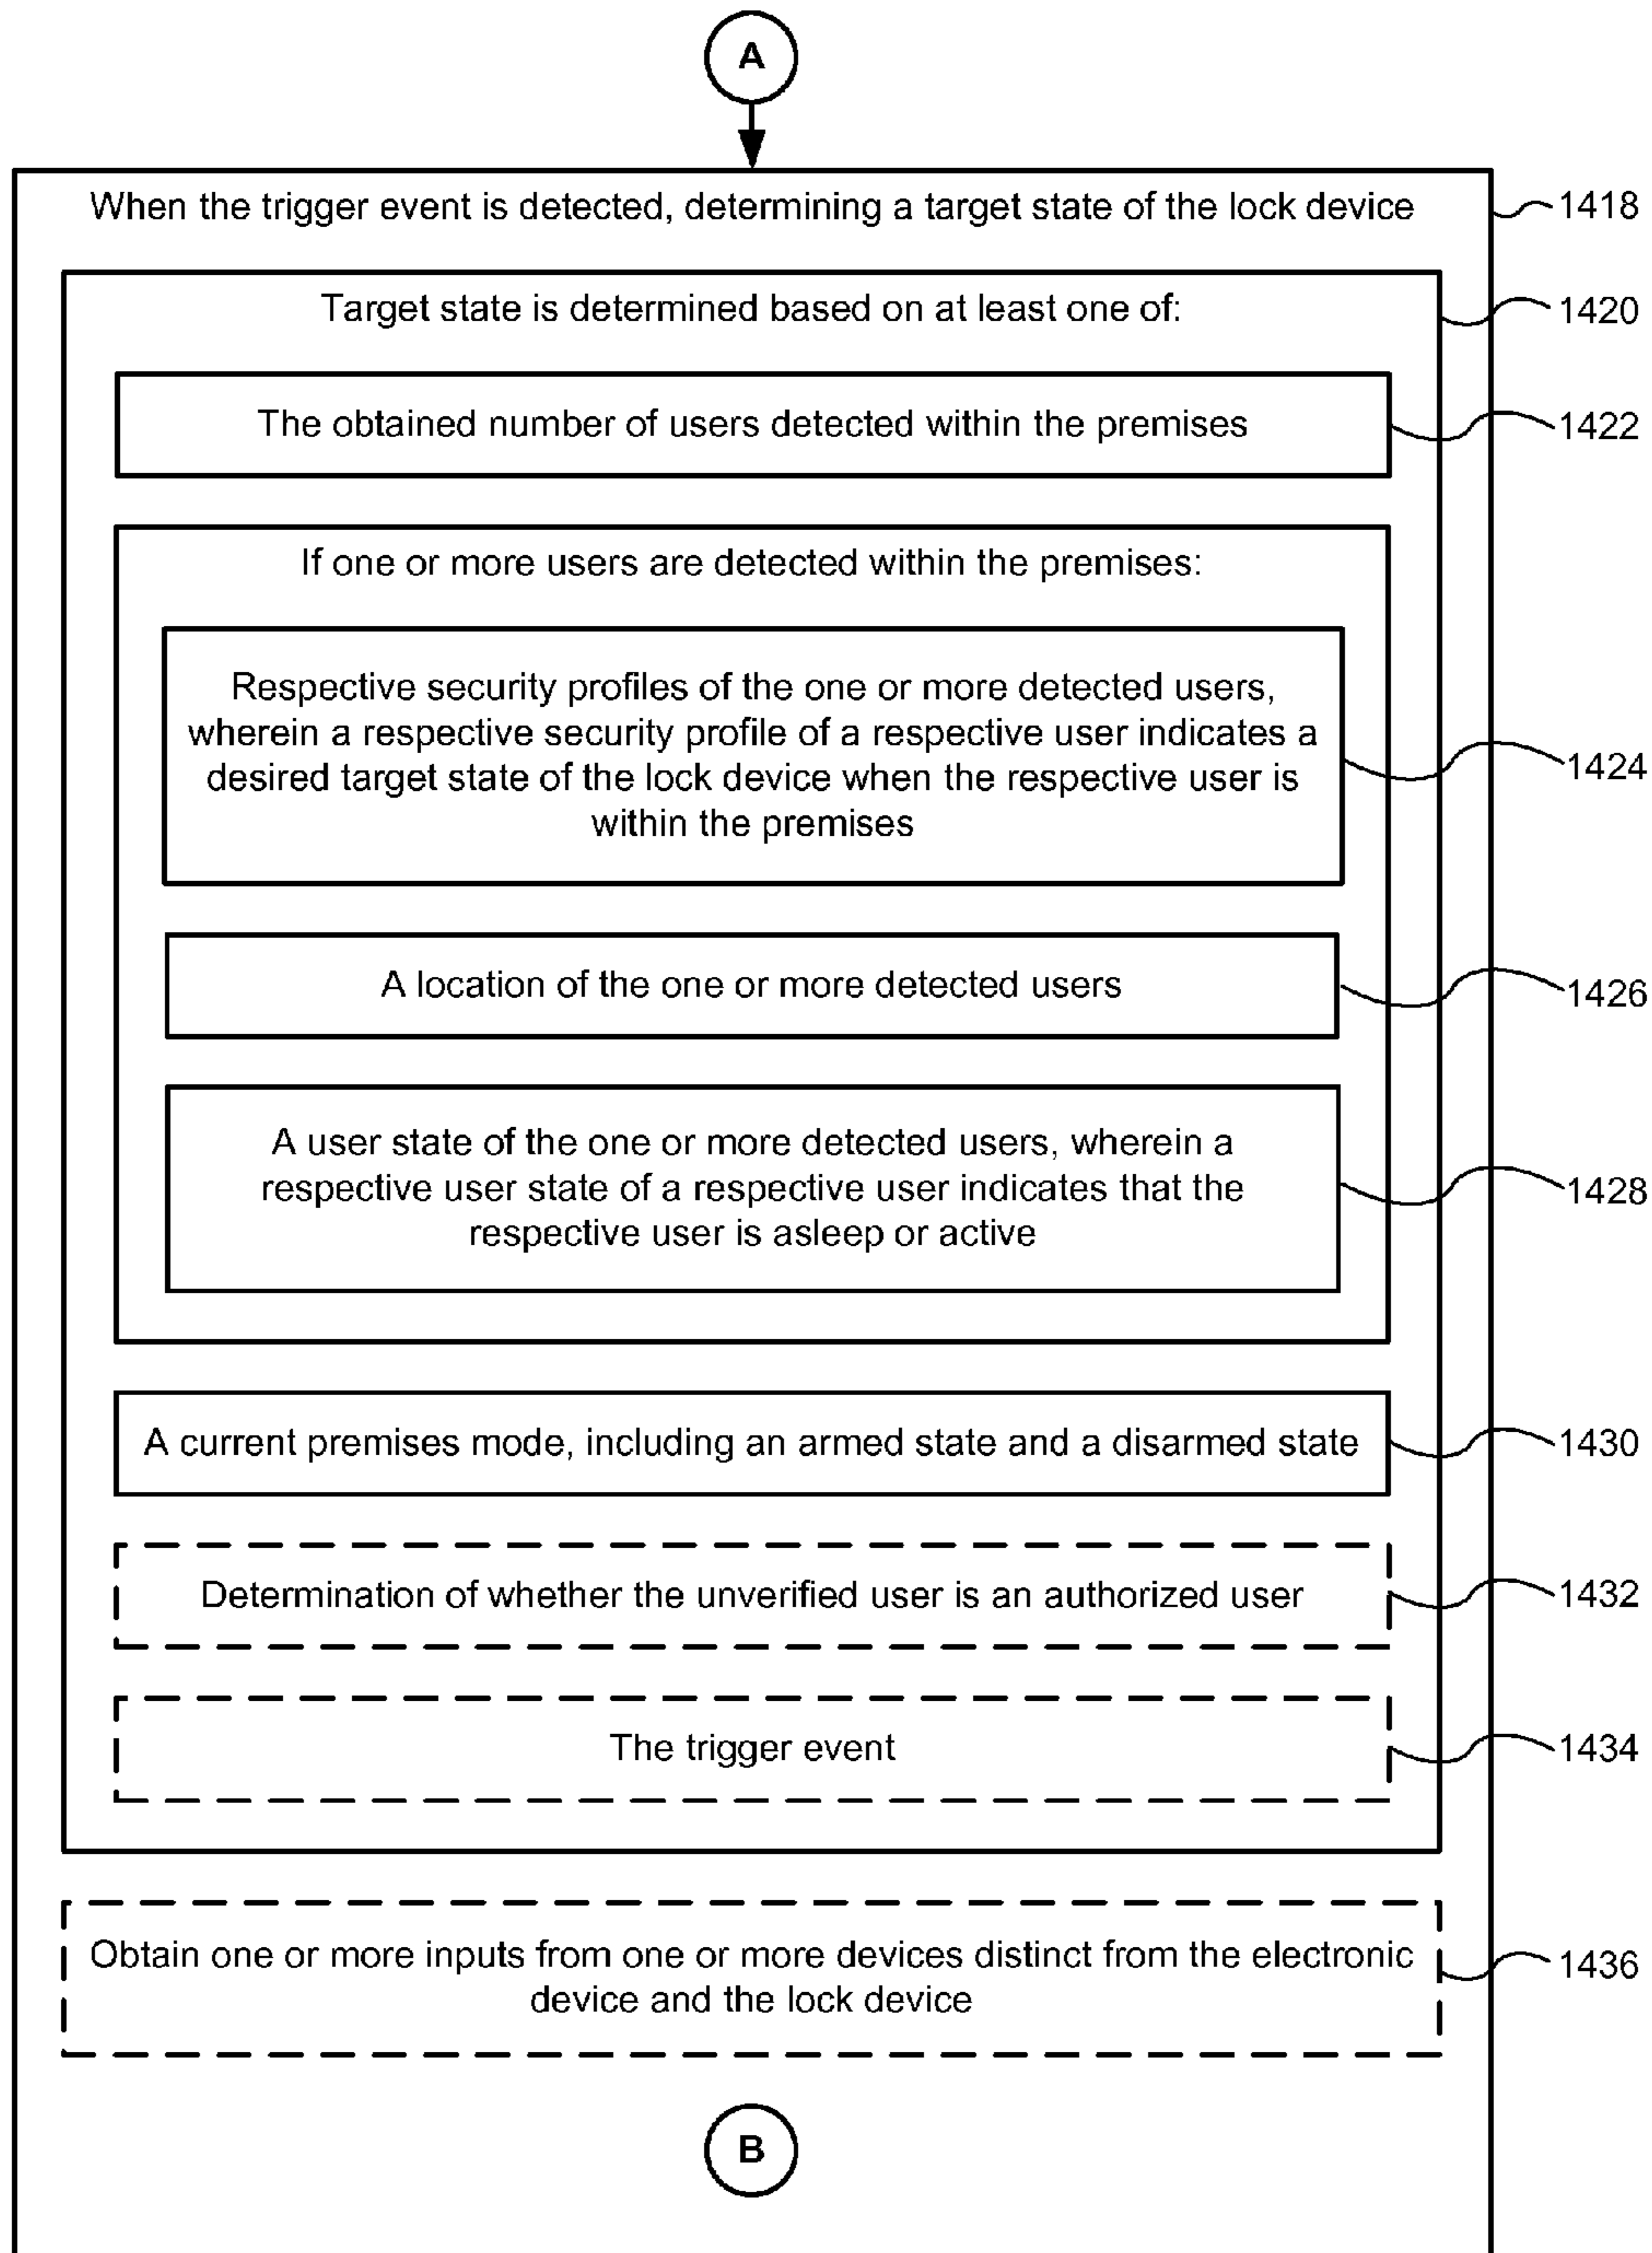 A
When the trigger event is detected, determining a target state of the lock device
1418
Target state is determined based on at least one of:
1420
The obtained number of users detected within the premises
1422
If one or more users are detected within the premises:
Respective security profiles of the one or more detected users,
wherein a respective security profile of a respective user indicates a
desired target state of the lock device when the respective user is
within the premises
1424
A location of the one or more detected users
1426
A user state of the one or more detected users, wherein a
respective user state of a respective user indicates that the
respective user is asleep or active
1428
A current premises mode, including an armed state and a disarmed state
1430
Determination of whether the unverified user is an authorized user
1432
The trigger event
1434
Obtain one or more inputs from one or more devices distinct from the electronic
device and the lock device
1436
B